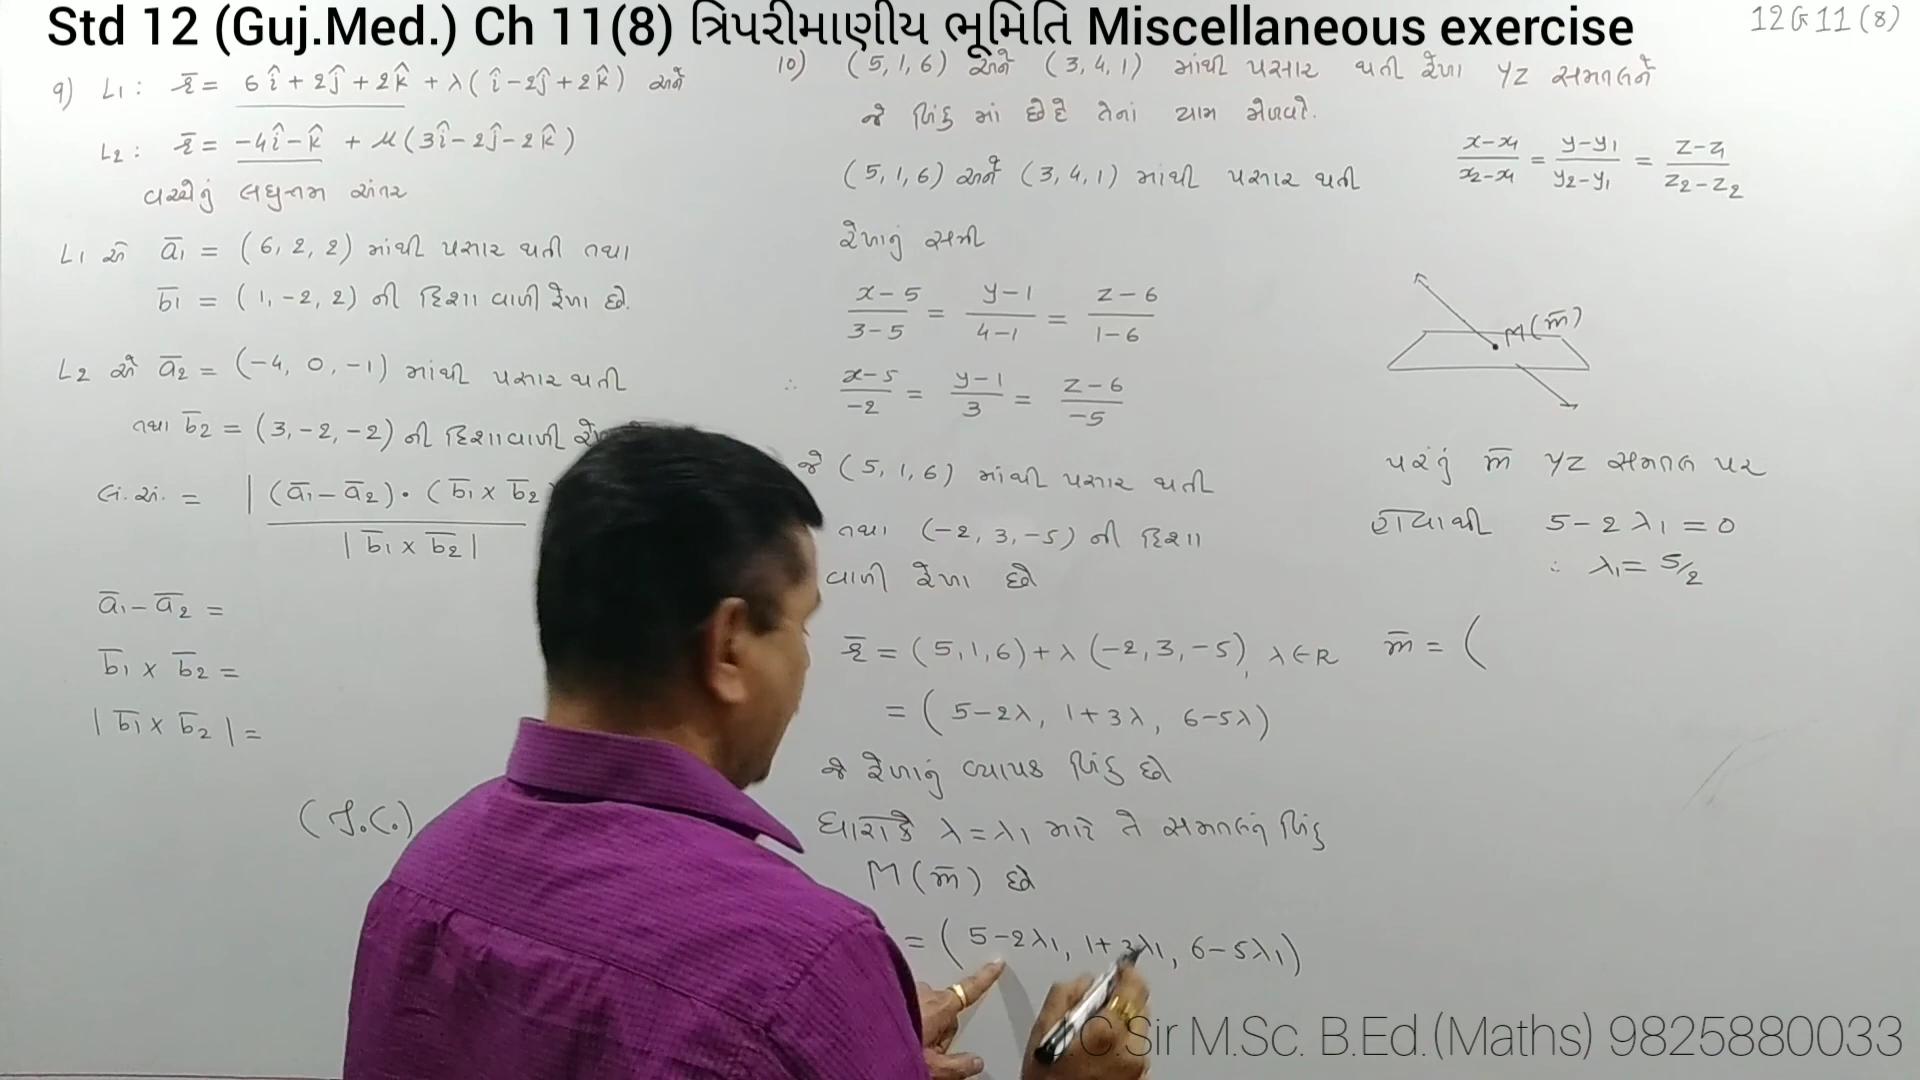 Std 12 (Guj.Med.) Ch 11(8) ત્રિપરીમાણીય ભૂમિતિ Miscellaneous exercise
12 G 11 (8)
9) L₁ : r̄ = 6î + 2ĵ + 2k̂ + λ(î - 2ĵ + 2k̂) અને
L₂ : r̄ = -4î - k̂ + μ(3î - 2ĵ - 2k̂)
વચ્ચેનું લઘુત્તમ અંતર
L₁ એ ā₁ = (6, 2, 2) માંથી પસાર થતી તથા
b̄₁ = (1, -2, 2) ની દિશા વાળી રેખા છે.
L₂ એ ā₂ = (-4, 0, -1) માંથી પસાર થતી
તથા b̄₂ = (3, -2, -2) ની દિશાવાળી
લ.અં. = | (ā₁ - ā₂) · (b̄₁ × b̄₂
| b̄₁ × b̄₂ |
ā₁ - ā₂ =
b̄₁ × b̄₂ =
| b̄₁ × b̄₂ | =
(J.C.)
10) (5, 1, 6) અને (3, 4, 1) માંથી પસાર થતી રેખા YZ સમતલને
જે બિંદુ માં છેદે તેનાં યામ મેળવો.
(5, 1, 6) અને (3, 4, 1) માંથી પસાર થતી
રેખાનું સમી
x-5 / 3-5 = y-1 / 4-1 = z-6 / 1-6
∴ x-5 / -2 = y-1 / 3 = z-6 / -5
જે (5, 1, 6) માંથી પસાર થતી
તથા (-2, 3, -5) ની દિશા
વાળી રેખા છે
r̄ = (5, 1, 6) + λ(-2, 3, -5), λ∈R
= (5-2λ, 1+3λ, 6-5λ)
જે રેખાનું વ્યાપક બિંદુ છે
ધારોકે λ = λ₁ માટે તે સમતલનું બિંદુ
M(m̄) છે
= (5-2λ₁, 1+3λ₁, 6-5λ₁)
x-x₁ / x₂-x₁ = y-y₁ / y₂-y₁ = z-z₁ / z₂-z₂
M(m̄)
પરંતુ m̄ YZ સમતલ પર
હોવાથી 5 - 2λ₁ = 0
∴ λ₁ = 5/2
m̄ = (
J.C.Sir M.Sc. B.Ed.(Maths) 9825880033